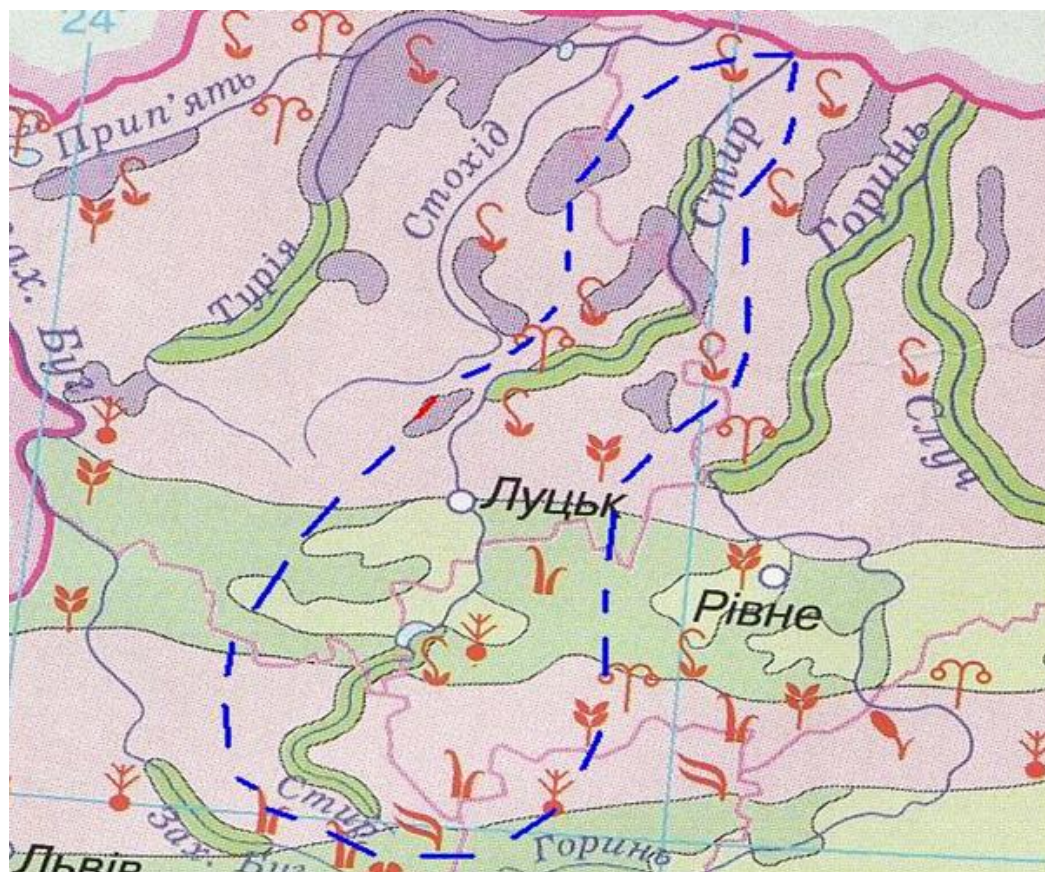 24°
Прип'ять
Стохід
Стир
Горинь
Турія
Зах. Буг
Случ
Луцьк
Рівне
Стир
Зах. Буг
Горинь
Львів